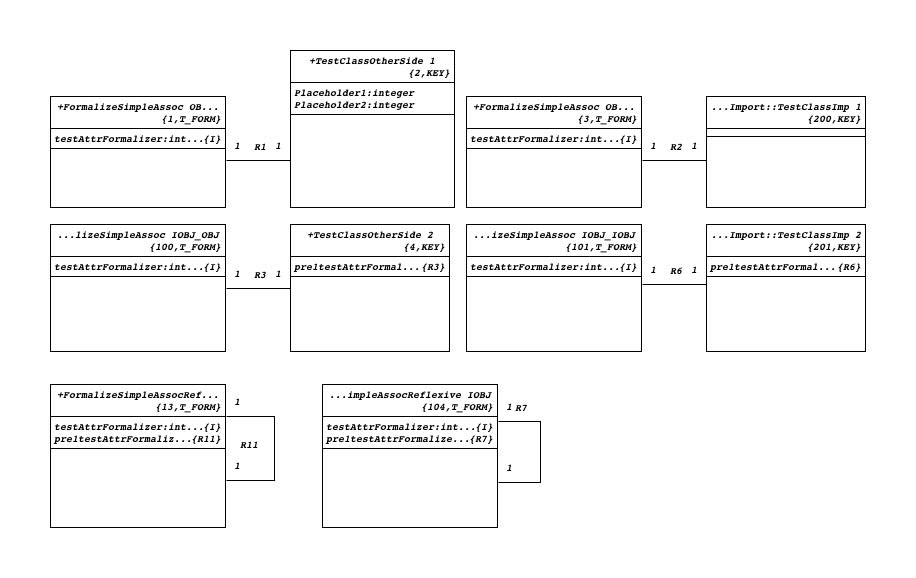 +TestClassOtherSide 1
{2,KEY}
Placeholder1:integer
Placeholder2:integer
+FormalizeSimpleAssoc OB...
{1,T_FORM}
testAttrFormalizer:int...{I}
1 R1 1
+FormalizeSimpleAssoc OB...
{3,T_FORM}
testAttrFormalizer:int...{I}
1 R2 1
...Import::TestClassImp 1
{200,KEY}
...lizeSimpleAssoc IOBJ_OBJ
{100,T_FORM}
testAttrFormalizer:int...{I}
1 R3 1
+TestClassOtherSide 2
{4,KEY}
preltestAttrFormal...{R3}
...izeSimpleAssoc IOBJ_IOBJ
{101,T_FORM}
testAttrFormalizer:int...{I}
1 R6 1
...Import::TestClassImp 2
{201,KEY}
preltestAttrFormal...{R6}
+FormalizeSimpleAssocRef...
{13,T_FORM}
testAttrFormalizer:int...{I}
preltestAttrFormaliz...{R11}
1
R11
1
...impleAssocReflexive IOBJ
{104,T_FORM}
testAttrFormalizer:int...{I}
preltestAttrFormalize...{R7}
1 R7
1